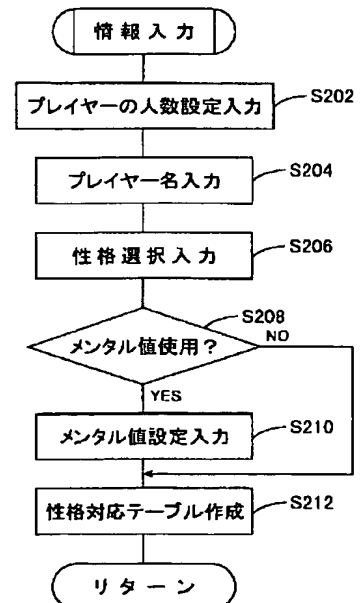 情報入力
プレイヤーの人数設定入力
S202
プレイヤー名入力
S204
性格選択入力
S206
メンタル値使用?
S208
NO
YES
メンタル値設定入力
S210
性格対応テーブル作成
S212
リターン